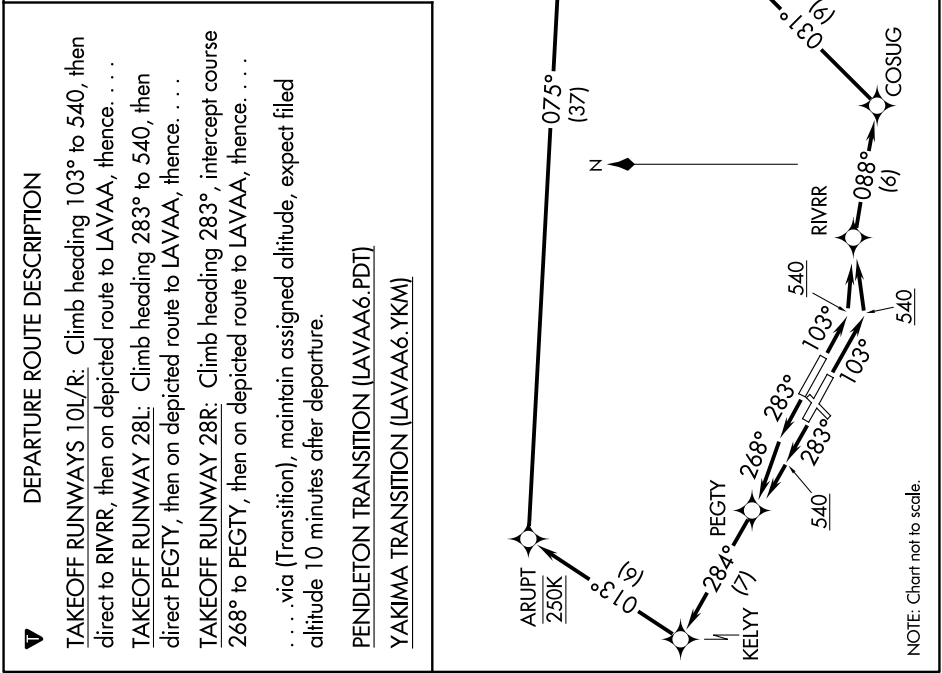 DEPARTURE ROUTE DESCRIPTION
TAKEOFF RUNWAYS 10L/R: Climb heading 103° to 540, then
direct to RIVRR, then on depicted route to LAVAA, thence. . . .
TAKEOFF RUNWAY 28L: Climb heading 283° to 540, then
direct PEGTY, then on depicted route to LAVAA, thence. . . .
TAKEOFF RUNWAY 28R: Climb heading 283°, intercept course
268° to PEGTY, then on depicted route to LAVAA, thence. . . .
. . . .via (Transition), maintain assigned altitude, expect filed
altitude 10 minutes after departure.
PENDLETON TRANSITION (LAVAA6.PDT)
YAKIMA TRANSITION (LAVAA6.YKM)
T
075°
(37)
N
ARUPT
250K
013°
(6)
KELYY
284°
(7)
PEGTY
268°
283°
283°
540
103°
103°
540
540
RIVRR
088°
(6)
COSUG
031°
(9)
NOTE: Chart not to scale.